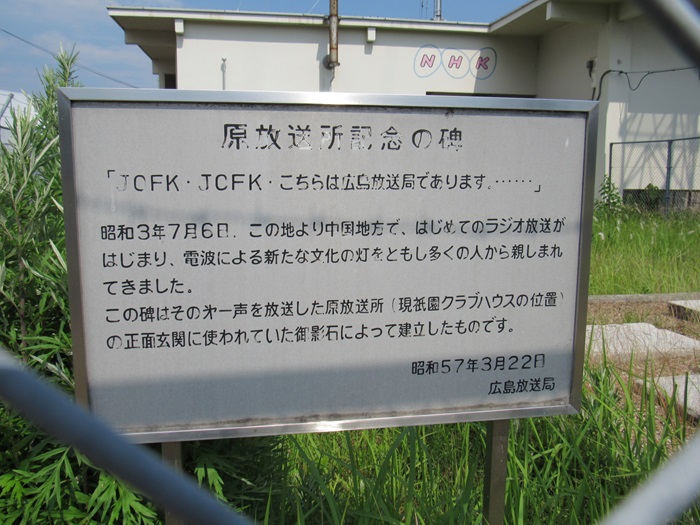 NHK
原放送所記念の碑
「JCFK・JCFK・こちらは広島放送局であります。……」
昭和3年7月6日、この地より中国地方で、はじめてのラジオ放送が
はじまり、電波による新たな文化の灯をともし多くの人から親しまれ
てきました。
この碑はその第一声を放送した原放送所(現祇園クラブハウスの位置)
の正面玄関に使われていた御影石によって建立したものです。
昭和57年3月22日
広島放送局